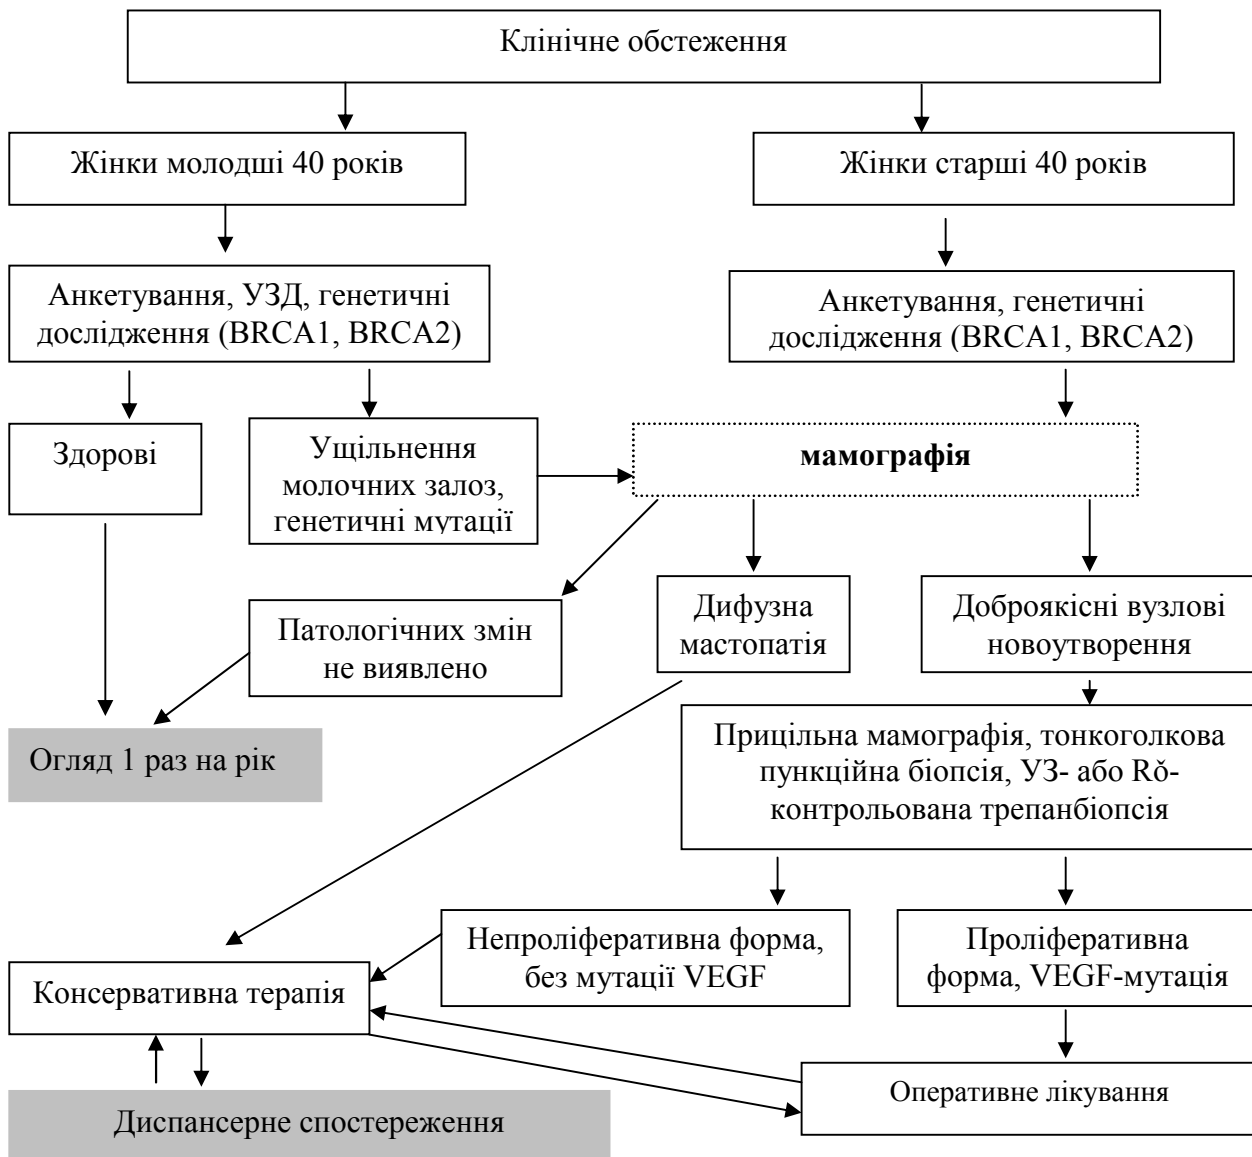 Клінічне обстеження
Жінки молодші 40 років
Жінки старші 40 років
Анкетування, УЗД, генетичні
дослідження (BRCA1, BRCA2)
Анкетування, генетичні
дослідження (BRCA1, BRCA2)
Здорові
Ущільнення
молочних залоз,
генетичні мутації
мамографія
Патологічних змін
не виявлено
Дифузна
мастопатія
Доброякісні вузлові
новоутворення
Огляд 1 раз на рік
Прицільна мамографія, тонкоголкова
пункційна біопсія, УЗ- або Rö-
контрольована трепанбіопсія
Непроліферативна форма,
без мутації VEGF
Проліферативна
форма, VEGF-мутація
Консервативна терапія
Оперативне лікування
Диспансерне спостереження